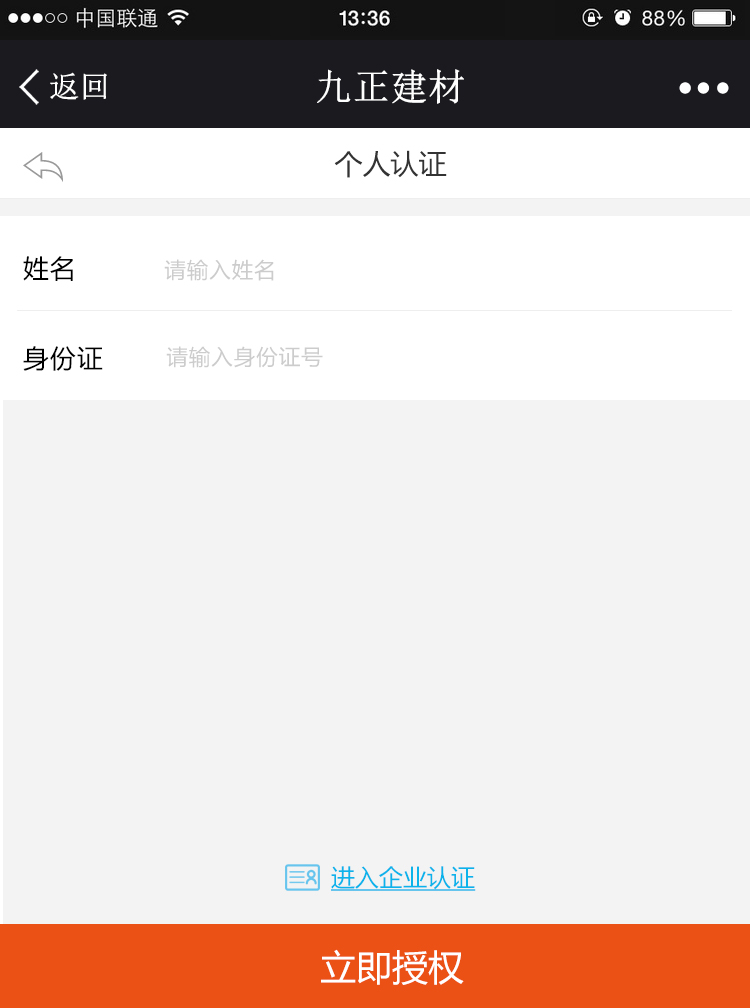 中国联通 13:36 88%
返回 九正建材
个人认证
姓名 请输入姓名
身份证 请输入身份证号
进入企业认证
立即授权